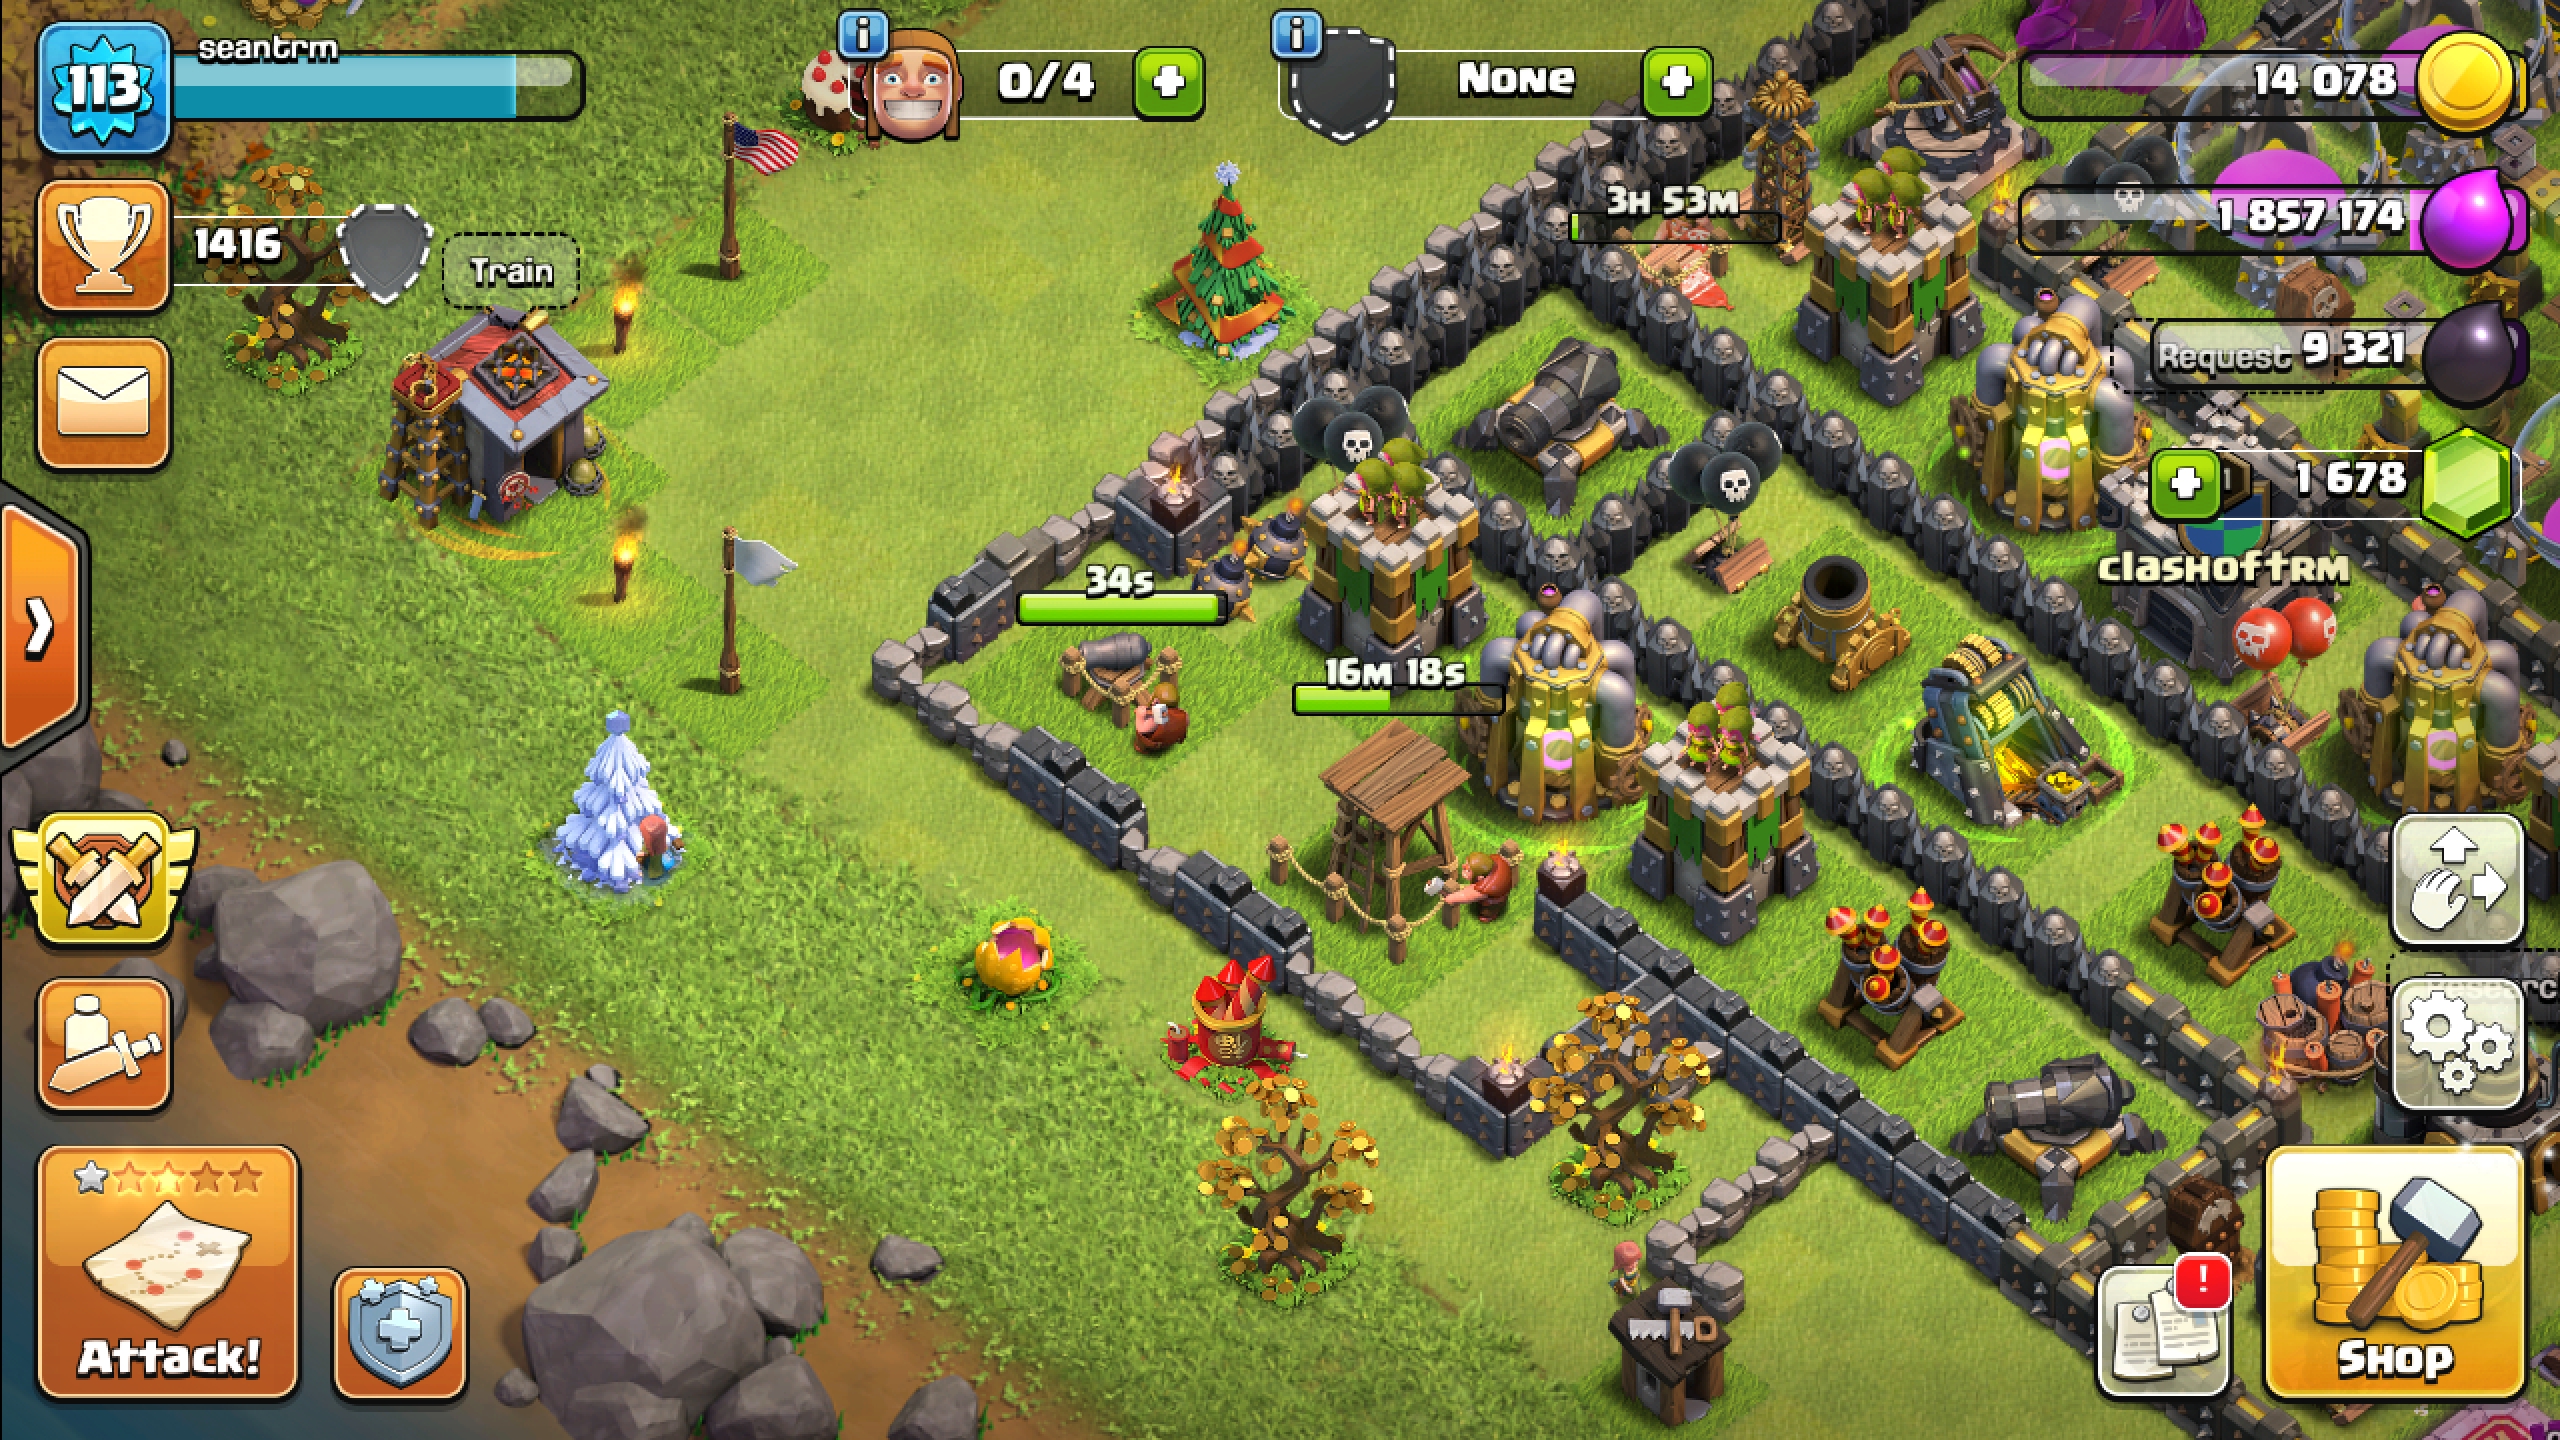 113
seantrm
0/4
None
14 078
1416
Train
3H 53M
1 857 174
Request
9 321
1 678
clashoftrm
34s
16M 18s
Attack!
!
Shop